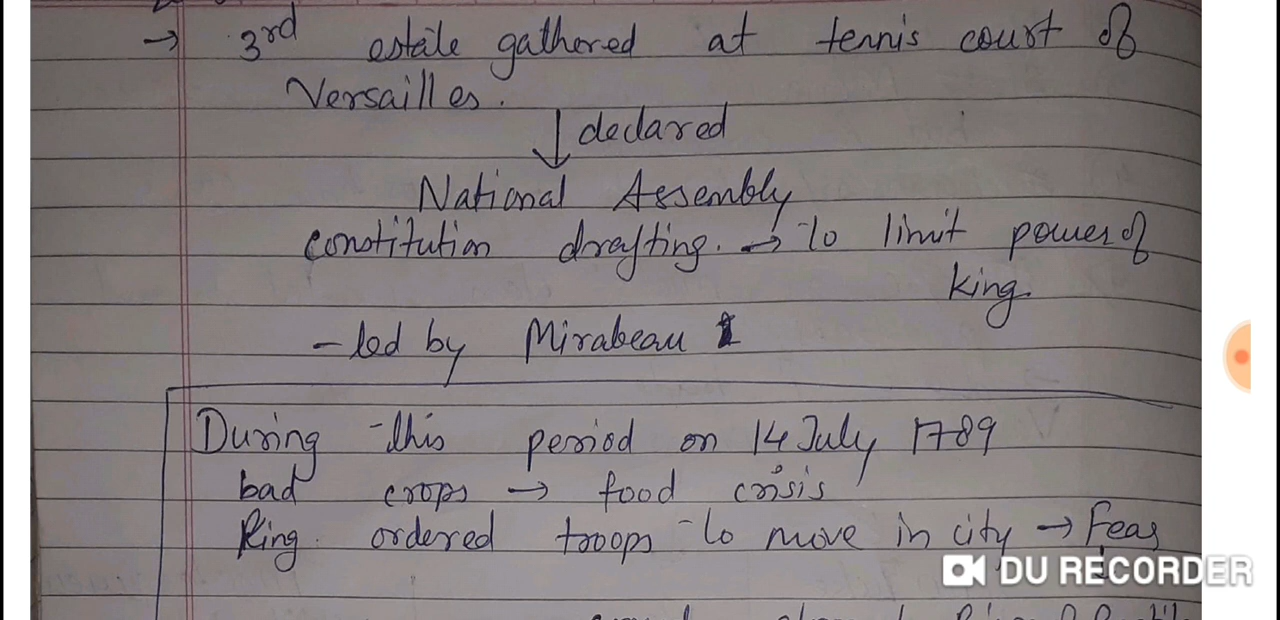 → 3rd estate gathered at tennis court of
Versailles.
↓ declared
National Assembly
constitution drafting. → to limit power of
king.
- led by Mirabeau
During this period on 14 July 1789
bad crops → food crisis
King ordered troops to move in city → Fear
DU RECORDER